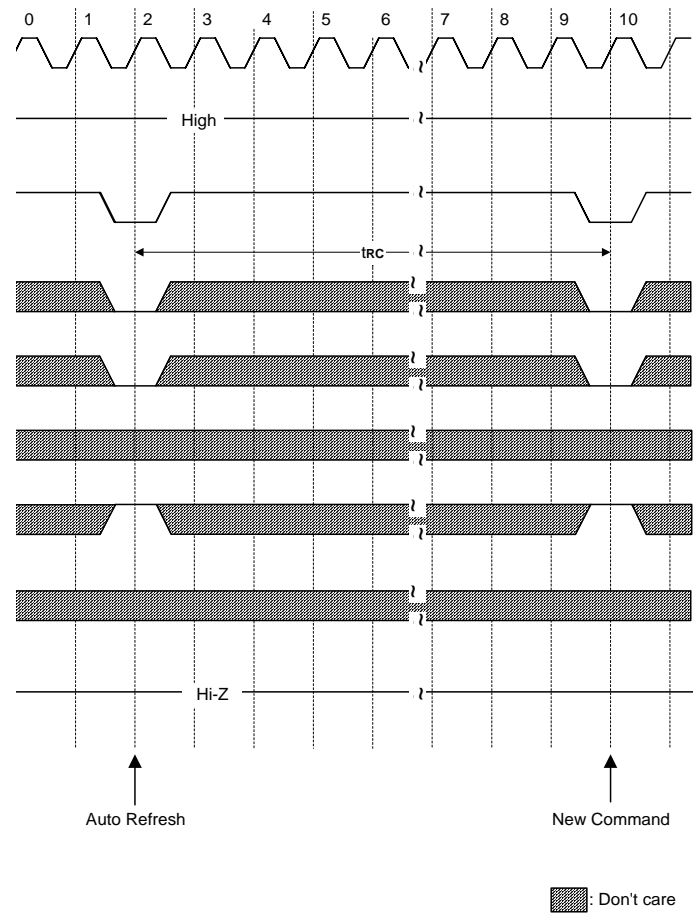 0 1 2 3 4 5 6 7 8 9 10
High
tRC
Hi-Z
Auto Refresh New Command
: Don't care